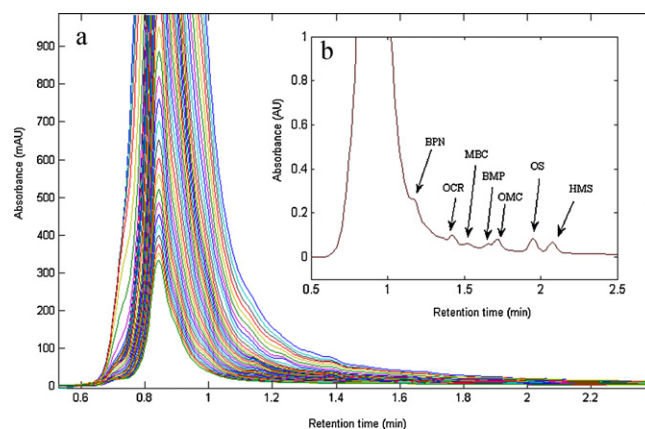 a
Absorbance (mAU)
900
800
700
600
500
400
300
200
100
0
0.6 0.8 1 1.2 1.4 1.6 1.8 2 2.2
Retention time (min)
b
Absorbance (AU)
1
0.8
0.6
0.4
0.2
0
0.5 1 1.5 2 2.5
Retention time (min)
BPN
OCR
MBC
BMP
OMC
OS
HMS